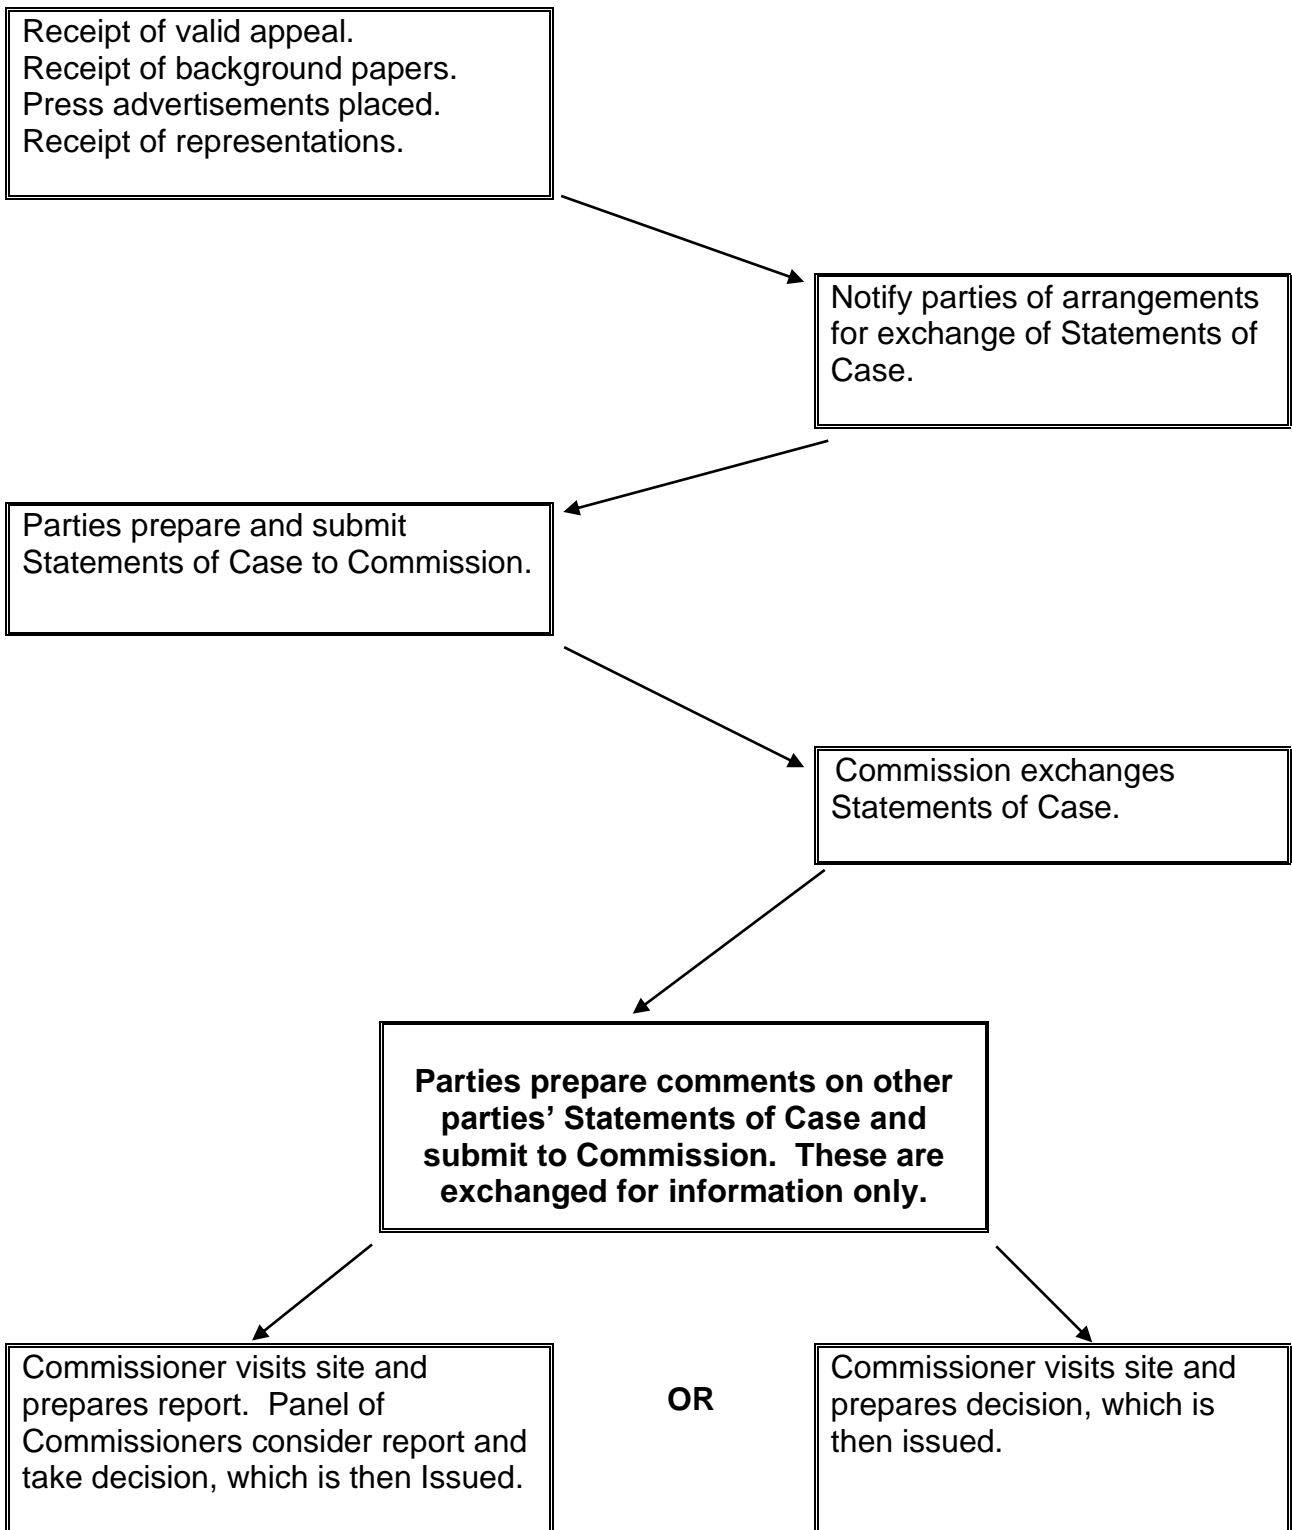 Receipt of valid appeal.
Receipt of background papers.
Press advertisements placed.
Receipt of representations.
Notify parties of arrangements
for exchange of Statements of
Case.
Parties prepare and submit
Statements of Case to Commission.
Commission exchanges
Statements of Case.
Parties prepare comments on other
parties’ Statements of Case and
submit to Commission.  These are
exchanged for information only.
Commissioner visits site and
prepares report.  Panel of
Commissioners consider report and
take decision, which is then Issued.
OR
Commissioner visits site and
prepares decision, which is
then issued.